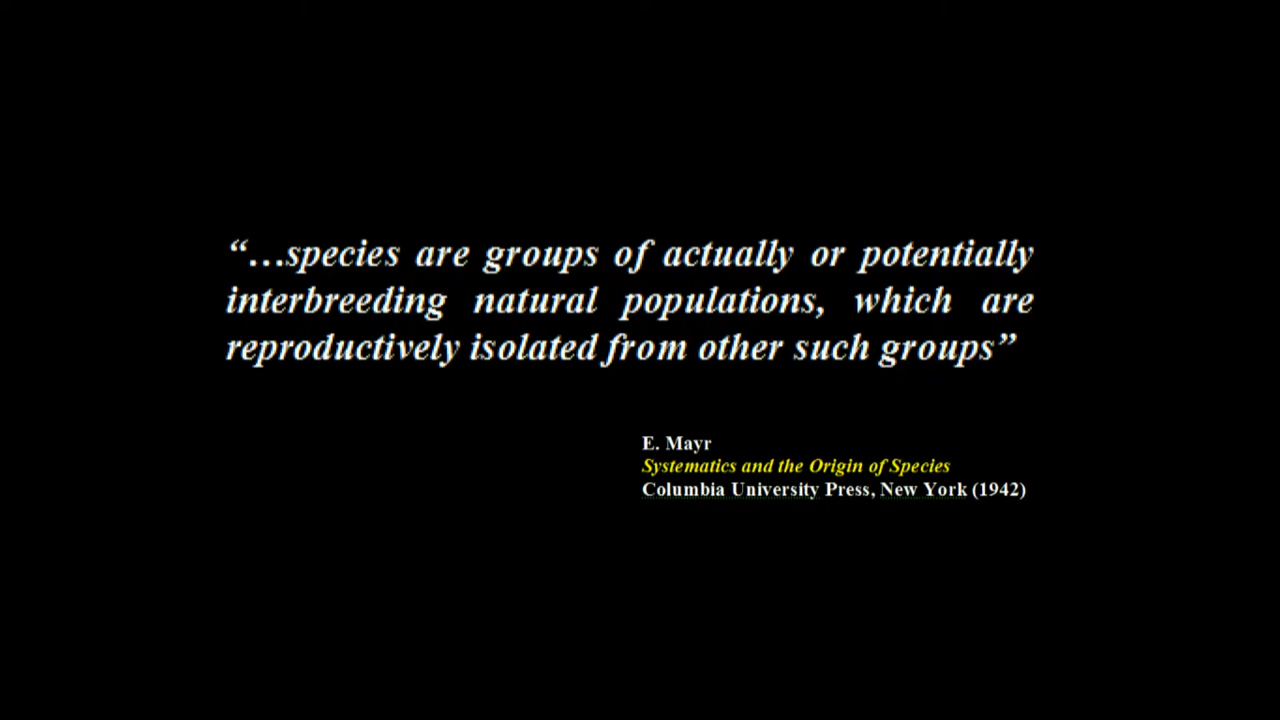 “…species are groups of actually or potentially
interbreeding natural populations, which are
reproductively isolated from other such groups”
E. Mayr
Systematics and the Origin of Species
Columbia University Press, New York (1942)